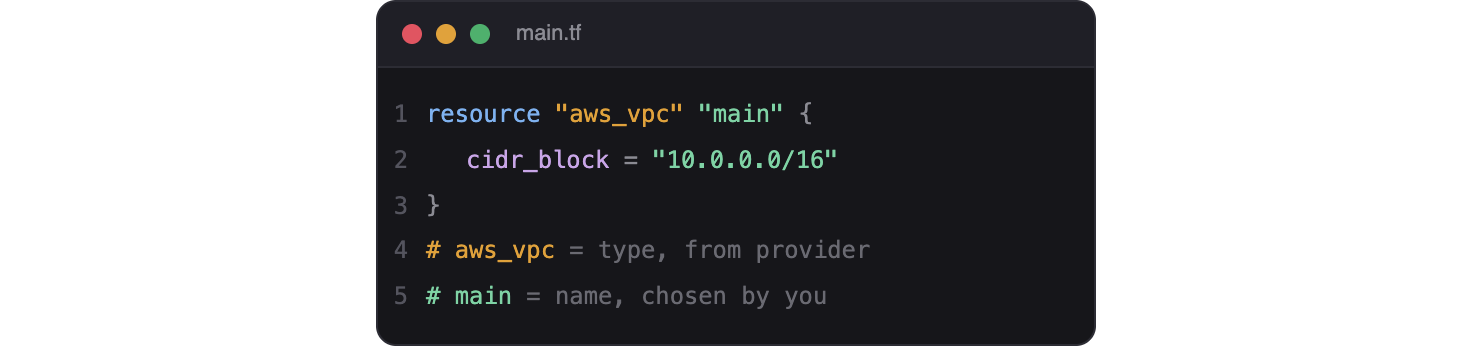 main.tf
1 resource "aws_vpc" "main" {
2 cidr_block = "10.0.0.0/16"
3 }
4 # aws_vpc = type, from provider
5 # main = name, chosen by you